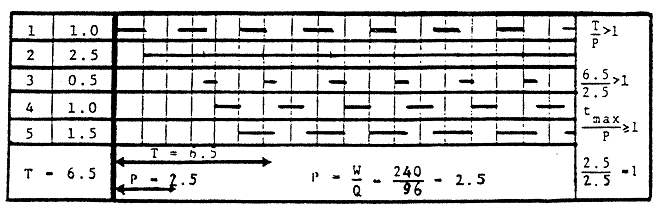 1 1.0
T/P >1
2 2.5
3 0.5
6.5/2.5 >1
4 1.0
t max/P ≥1
5 1.5
T = 6.5
T = 6.5
P = 2.5
P = W/Q = 240/96 = 2.5
2.5/2.5 =1